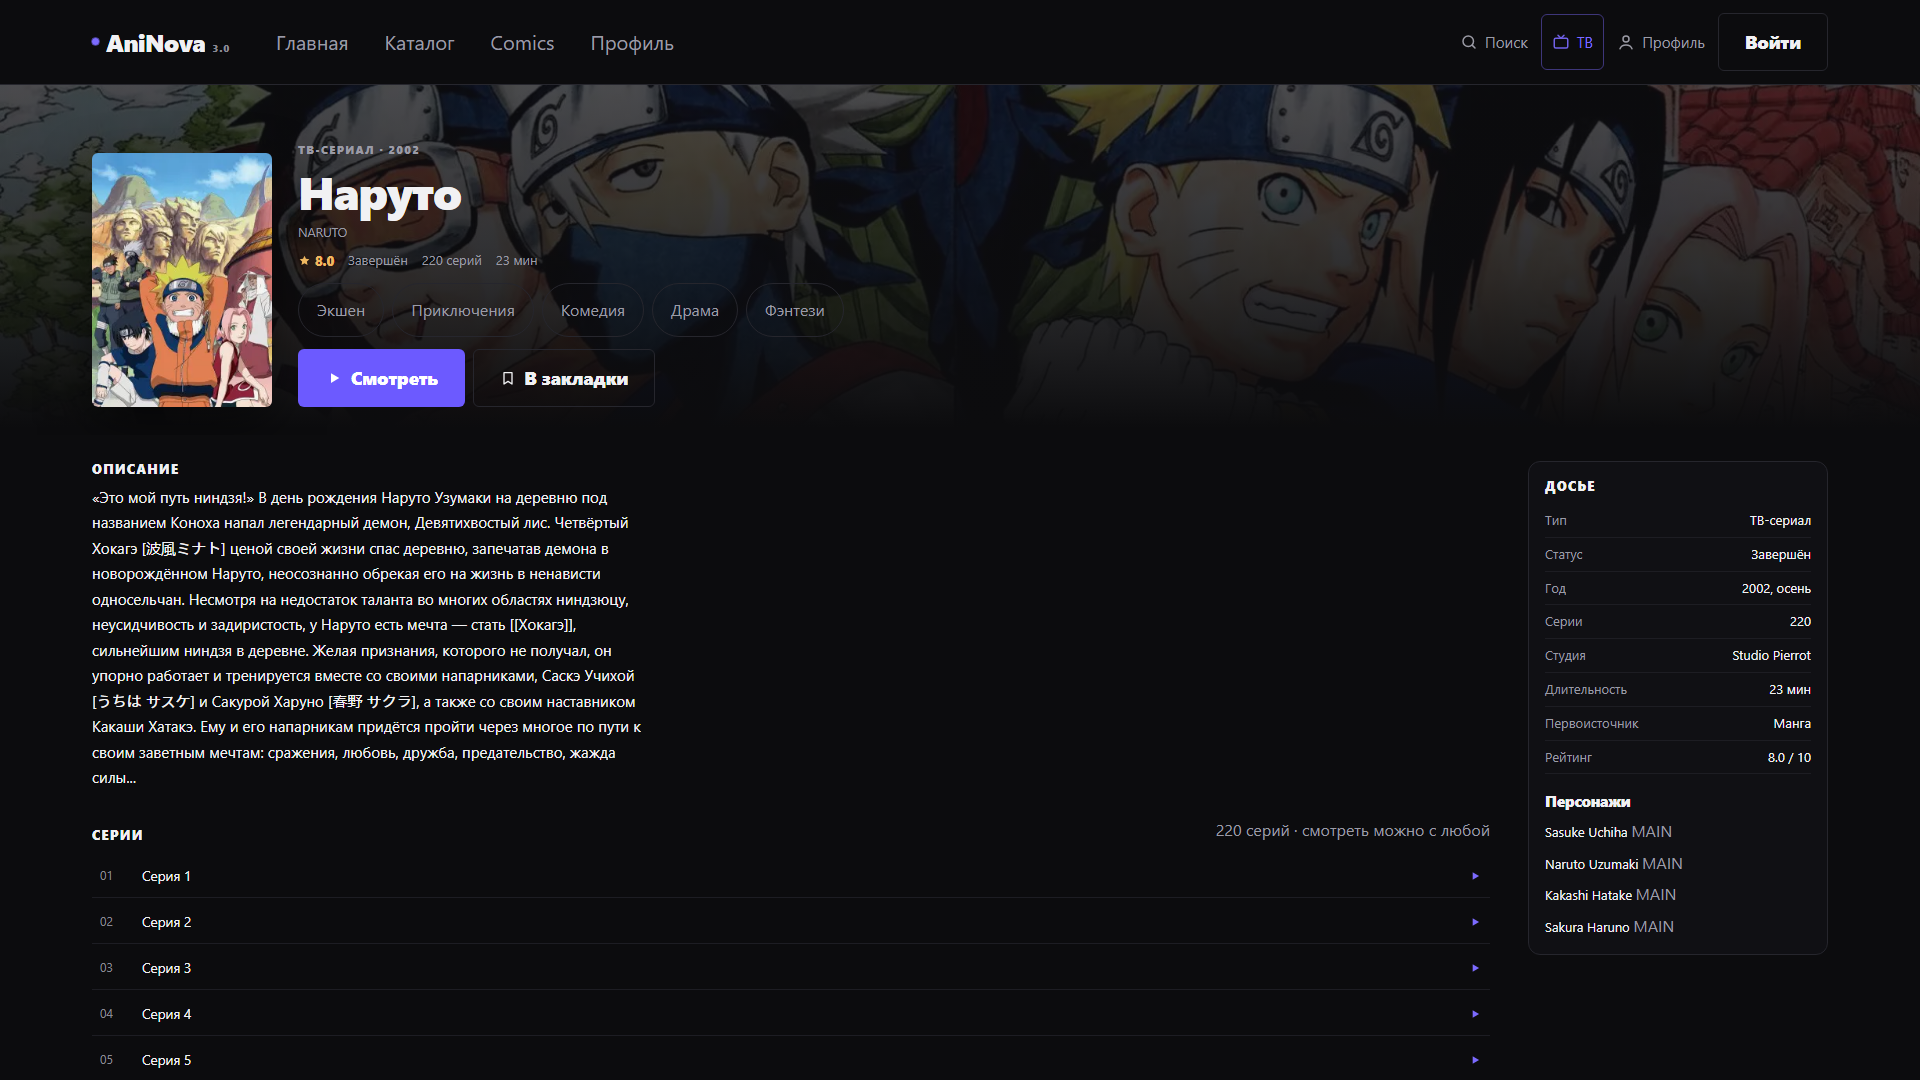 AniNova 3.0
Главная
Каталог
Comics
Профиль
Поиск
ТВ
Профиль
Войти
ТВ-СЕРИАЛ · 2002
Наруто
NARUTO
★ 8.0 Завершён 220 серий 23 мин
Экшен
Приключения
Комедия
Драма
Фэнтези
Смотреть
В закладки
ОПИСАНИЕ
«Это мой путь ниндзя!» В день рождения Наруто Узумаки на деревню под
названием Коноха напал легендарный демон, Девятихвостый лис. Четвёртый
Хокагэ [波風ミナト] ценой своей жизни спас деревню, запечатав демона в
новорождённом Наруто, неосознанно обрекая его на жизнь в ненависти
односельчан. Несмотря на недостаток таланта во многих областях ниндзюцу,
неусидчивость и задиристость, у Наруто есть мечта — стать [[Хокагэ]],
сильнейшим ниндзя в деревне. Желая признания, которого не получал, он
упорно работает и тренируется вместе со своими напарниками, Саскэ Учихой
[うちは サスケ] и Сакурой Харуно [春野 サクラ], а также со своим наставником
Какаши Хатакэ. Ему и его напарникам придётся пройти через многое по пути к
своим заветным мечтам: сражения, любовь, дружба, предательство, жажда
силы...
СЕРИИ
220 серий · смотреть можно с любой
01 Серия 1
02 Серия 2
03 Серия 3
04 Серия 4
05 Серия 5
ДОСЬЕ
Тип ТВ-сериал
Статус Завершён
Год 2002, осень
Серии 220
Студия Studio Pierrot
Длительность 23 мин
Первоисточник Манга
Рейтинг 8.0 / 10
Персонажи
Sasuke Uchiha MAIN
Naruto Uzumaki MAIN
Kakashi Hatake MAIN
Sakura Haruno MAIN